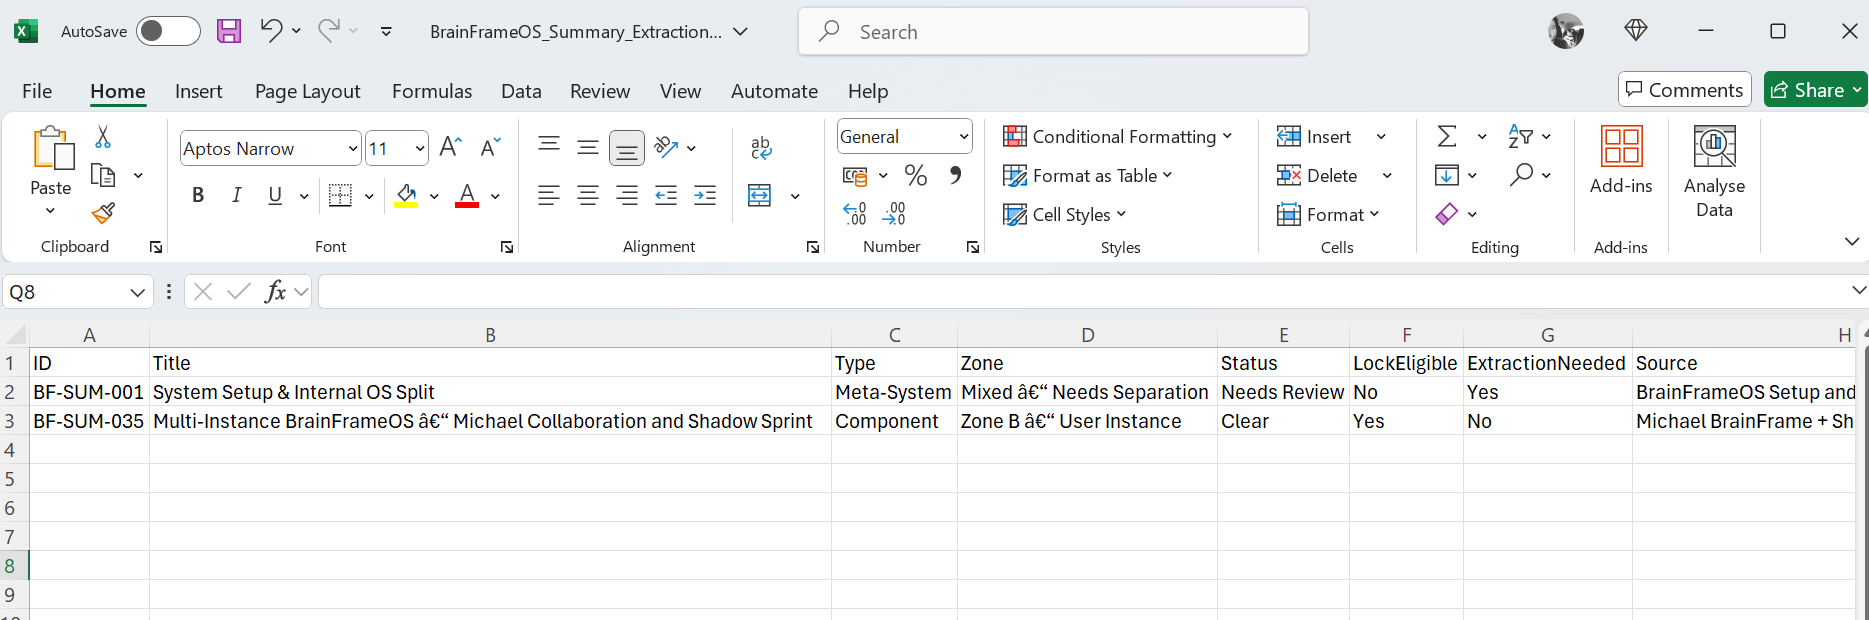 AutoSave BrainFrameOS_Summary_Extraction... Search
File Home Insert Page Layout Formulas Data Review View Automate Help Comments Share
Aptos Narrow 11 ab General Conditional Formatting Insert
Paste B I U A % Format as Table Delete Add-ins Analyse Data
Cell Styles Format
Clipboard Font Alignment Number Styles Cells Editing Add-ins
Q8 fx
A B C D E F G H
1 ID Title Type Zone Status LockEligible ExtractionNeeded Source
2 BF-SUM-001 System Setup & Internal OS Split Meta-System Mixed â€“ Needs Separation Needs Review No Yes BrainFrameOS Setup and
3 BF-SUM-035 Multi-Instance BrainFrameOS â€“ Michael Collaboration and Shadow Sprint Component Zone B â€“ User Instance Clear Yes No Michael BrainFrame + Sh
4
5
6
7
8
9